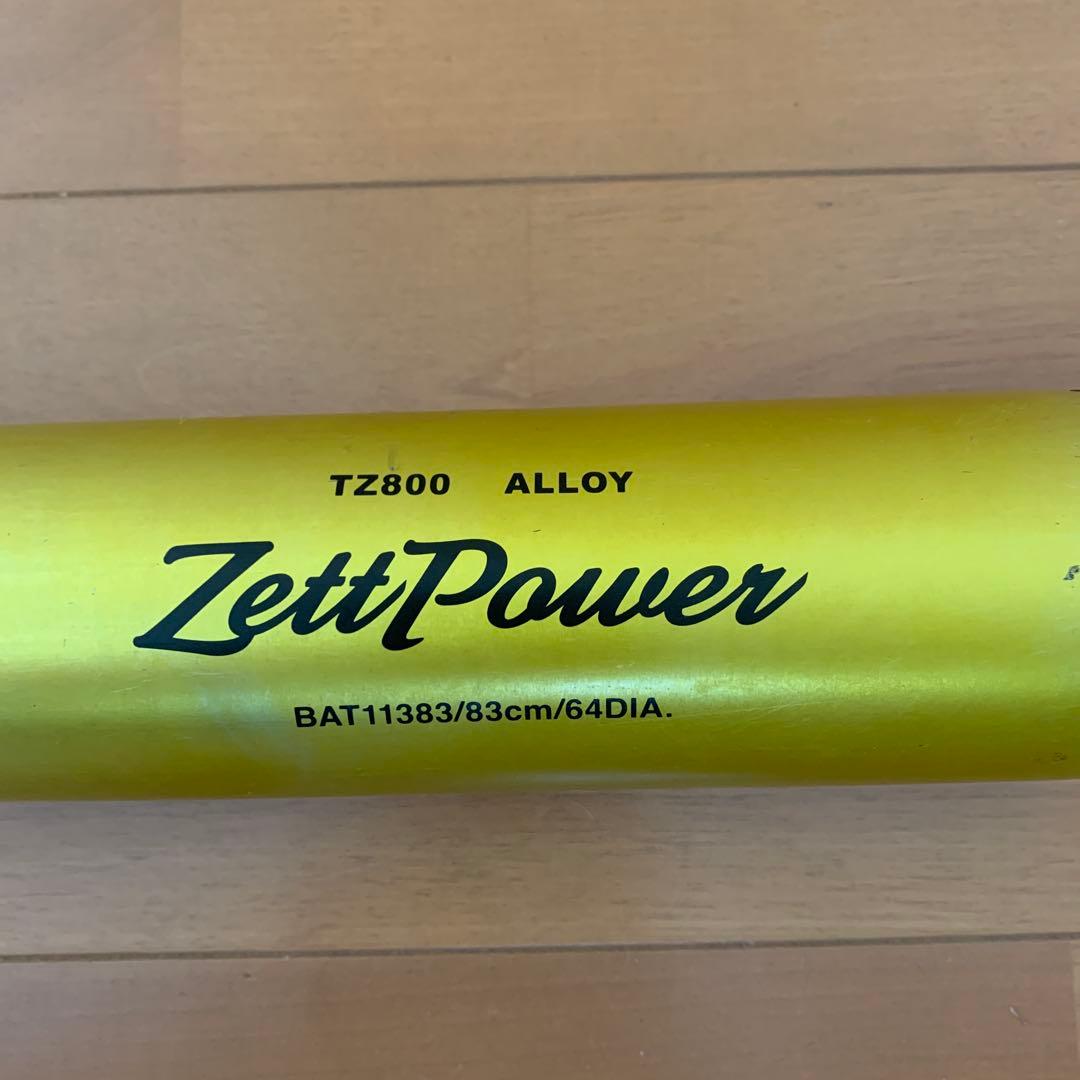 TZ800 ALLOY
ZettPower
BAT11383/83cm/64DIA.